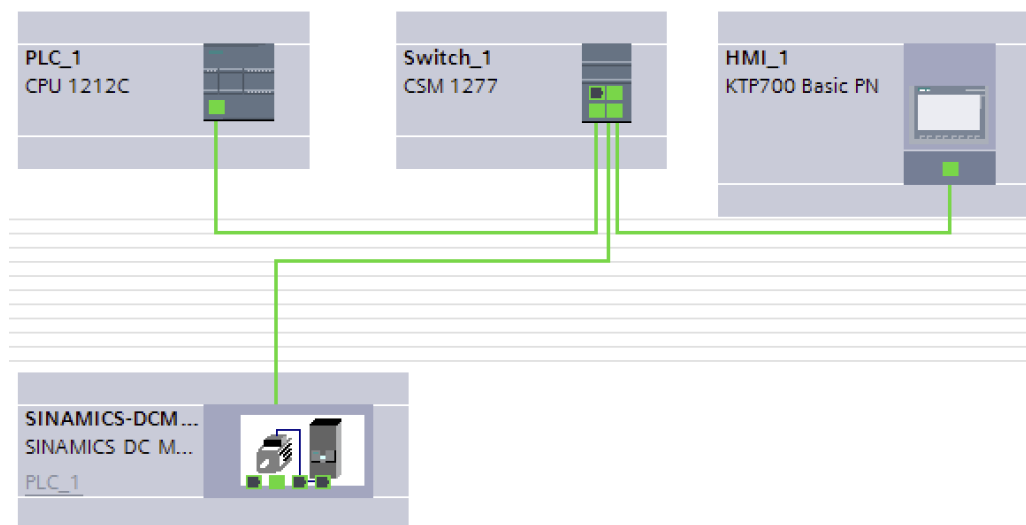 PLC_1
CPU 1212C
Switch_1
CSM 1277
HMI_1
KTP700 Basic PN
SINAMICS-DCM...
SINAMICS DC M...
PLC_1